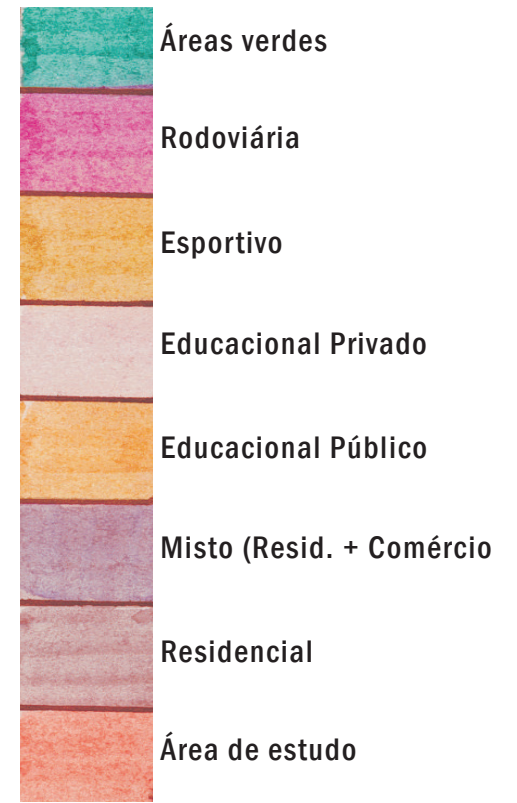 Áreas verdes
Rodoviária
Esportivo
Educacional Privado
Educacional Público
Misto (Resid. + Comércio
Residencial
Área de estudo